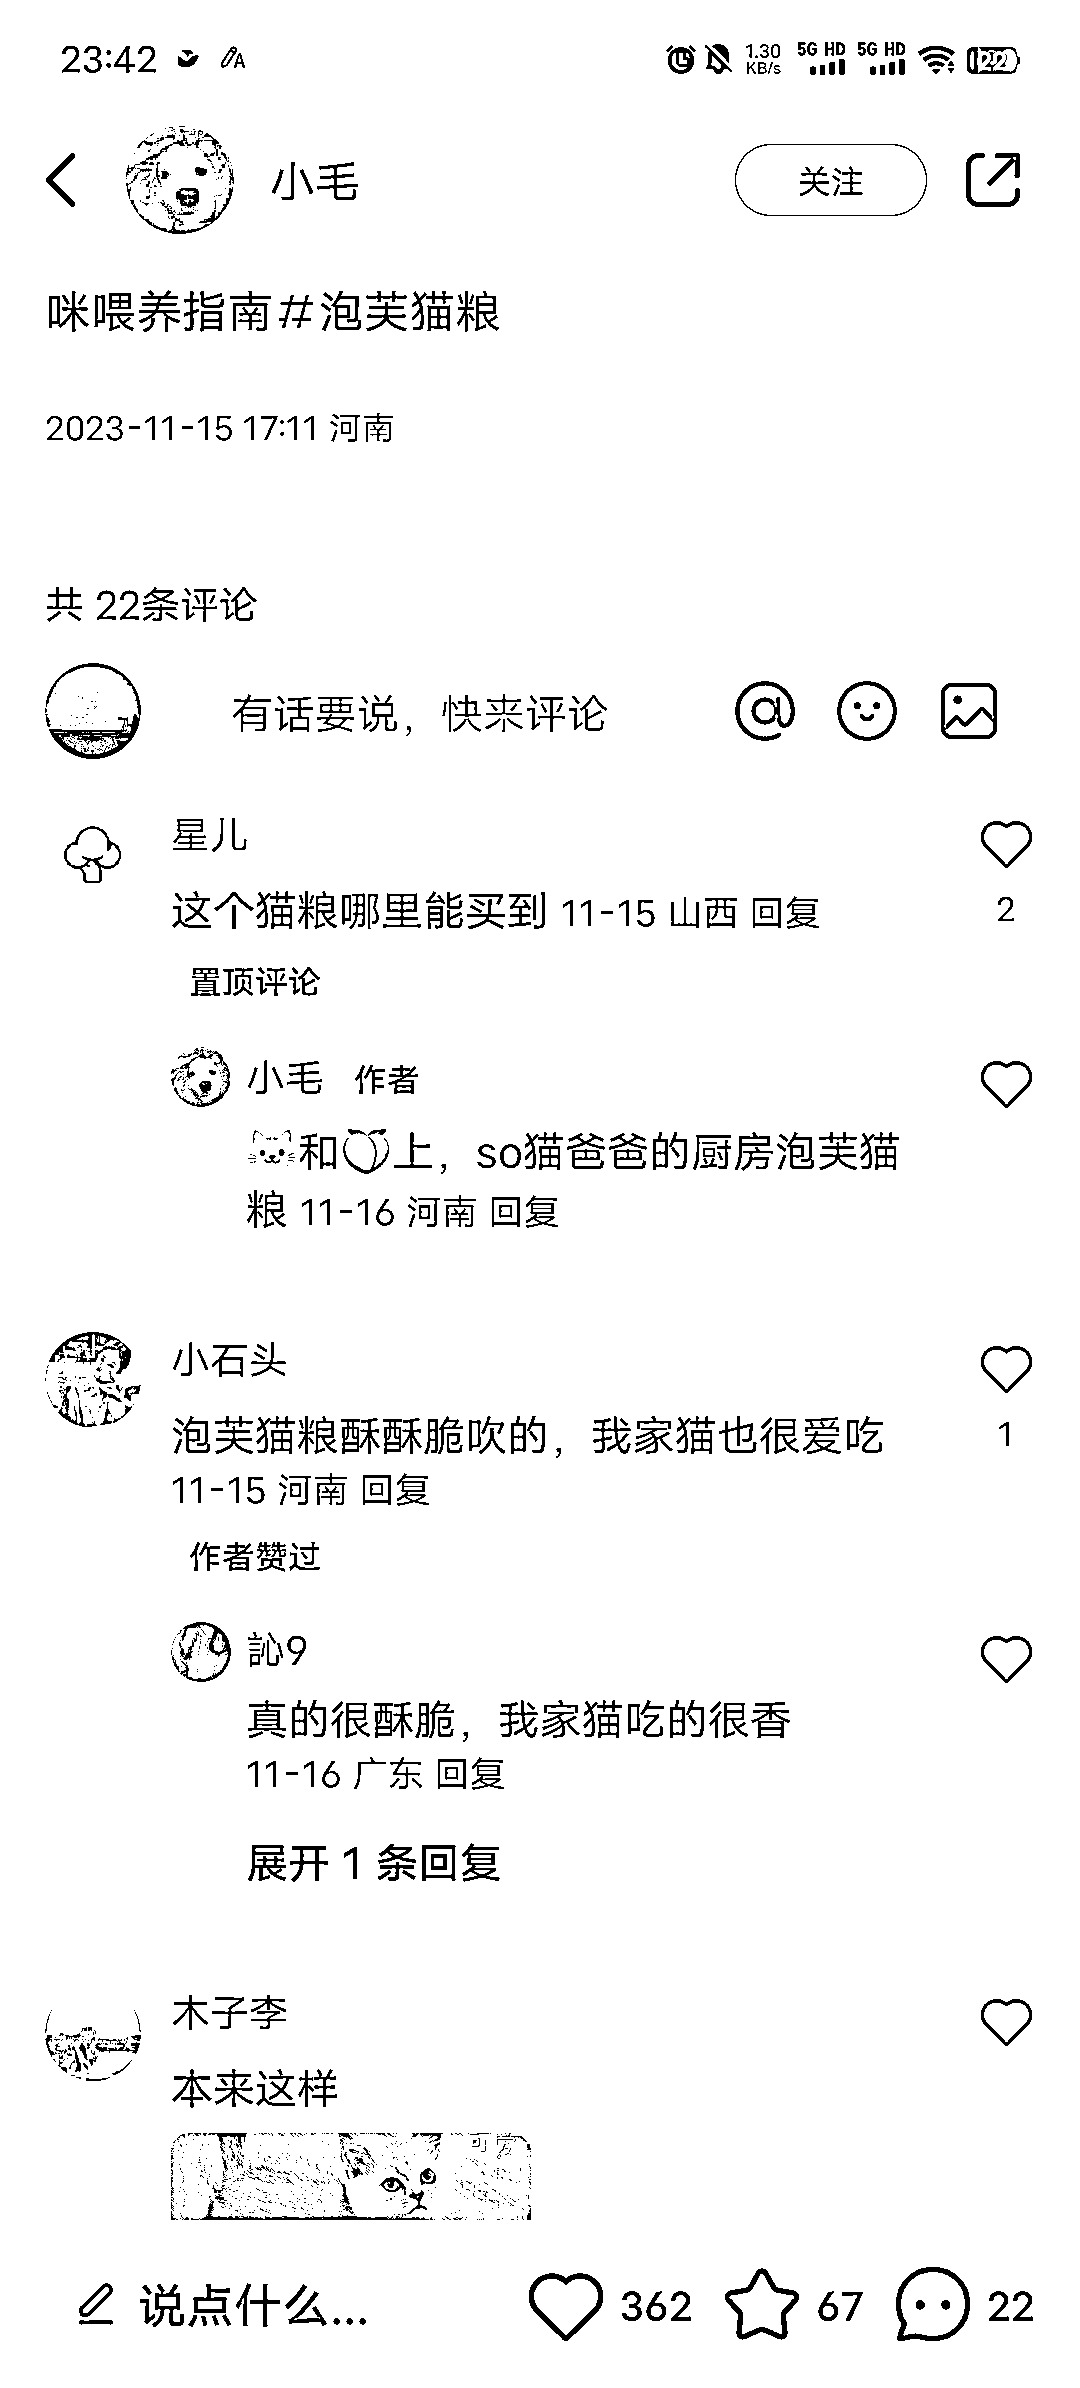 23:42
1.30 KB/s 5G HD 5G HD 22
小毛
关注
咪喂养指南#泡芙猫粮
2023-11-15 17:11 河南
共 22条评论
有话要说，快来评论
星儿
这个猫粮哪里能买到 11-15 山西 回复
2
置顶评论
小毛 作者
🐱和🍑上，so猫爸爸的厨房泡芙猫
粮 11-16 河南 回复
小石头
泡芙猫粮酥酥脆吹的，我家猫也很爱吃
1
11-15 河南 回复
作者赞过
訫9
真的很酥脆，我家猫吃的很香
11-16 广东 回复
展开 1 条回复
木子李
本来这样
可爱
说点什么...
362
67
22